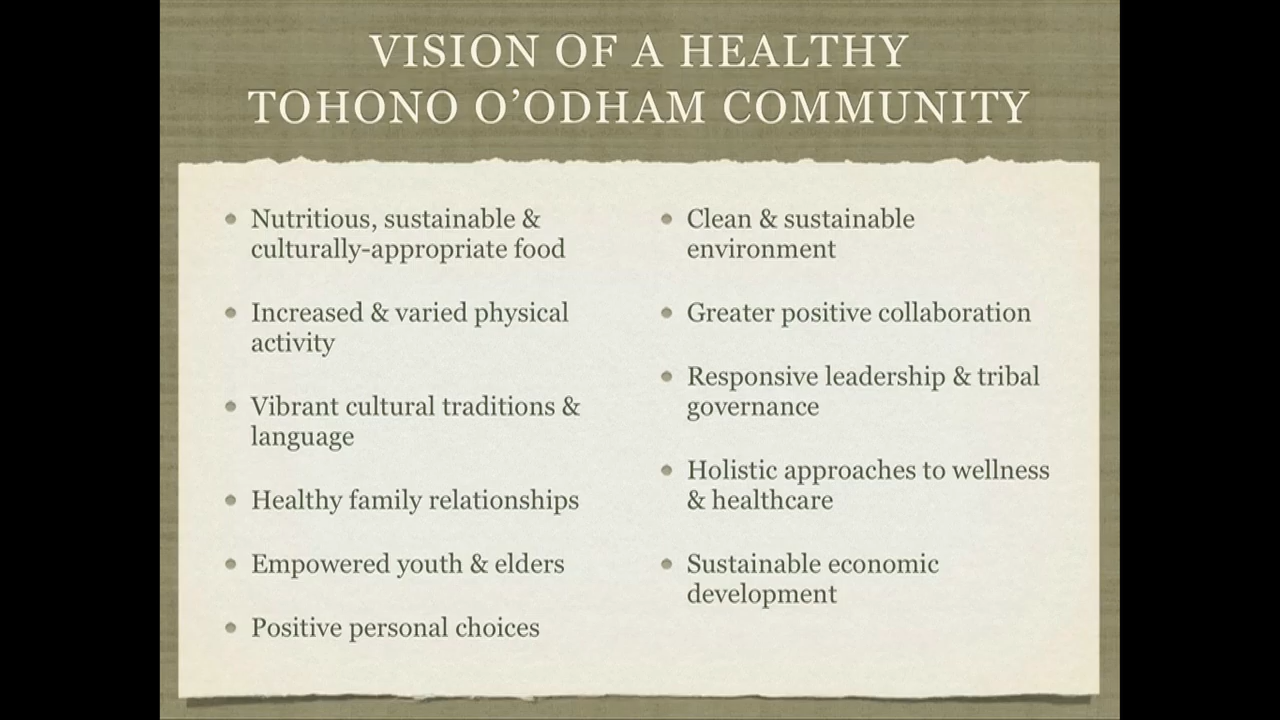 VISION OF A HEALTHY
TOHONO O’ODHAM COMMUNITY
Nutritious, sustainable &
culturally-appropriate food
Increased & varied physical
activity
Vibrant cultural traditions &
language
Healthy family relationships
Empowered youth & elders
Positive personal choices
Clean & sustainable
environment
Greater positive collaboration
Responsive leadership & tribal
governance
Holistic approaches to wellness
& healthcare
Sustainable economic
development